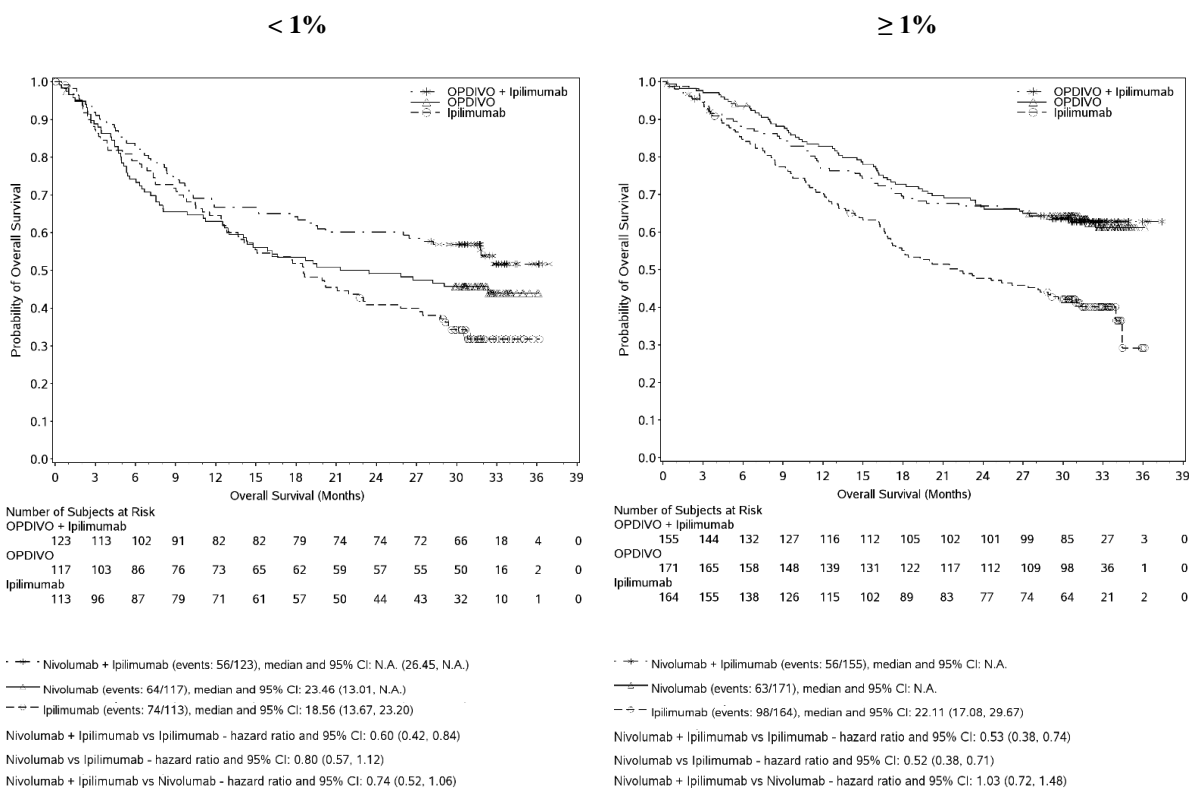 < 1%
≥ 1%
OPDIVO + Ipilimumab
OPDIVO
Ipilimumab
Probability of Overall Survival
1.0
0.9
0.8
0.7
0.6
0.5
0.4
0.3
0.2
0.1
0.0
0 3 6 9 12 15 18 21 24 27 30 33 36 39
Overall Survival (Months)
Number of Subjects at Risk
OPDIVO + Ipilimumab
123 113 102 91 82 82 79 74 74 72 66 18 4 0
OPDIVO
117 103 86 76 73 65 62 59 57 55 50 16 2 0
Ipilimumab
113 96 87 79 71 61 57 50 44 43 32 10 1 0
Nivolumab + Ipilimumab (events: 56/123), median and 95% CI: N.A. (26.45, N.A.)
Nivolumab (events: 64/117), median and 95% CI: 23.46 (13.01, N.A.)
Ipilimumab (events: 74/113), median and 95% CI: 18.56 (13.67, 23.20)
Nivolumab + Ipilimumab vs Ipilimumab - hazard ratio and 95% CI: 0.60 (0.42, 0.84)
Nivolumab vs Ipilimumab - hazard ratio and 95% CI: 0.80 (0.57, 1.12)
Nivolumab + Ipilimumab vs Nivolumab - hazard ratio and 95% CI: 0.74 (0.52, 1.06)
OPDIVO + Ipilimumab
OPDIVO
Ipilimumab
Probability of Overall Survival
1.0
0.9
0.8
0.7
0.6
0.5
0.4
0.3
0.2
0.1
0.0
0 3 6 9 12 15 18 21 24 27 30 33 36 39
Overall Survival (Months)
Number of Subjects at Risk
OPDIVO + Ipilimumab
155 144 132 127 116 112 105 102 101 99 85 27 3 0
OPDIVO
171 165 158 148 139 131 122 117 112 109 98 36 1 0
Ipilimumab
164 155 138 126 115 102 89 83 77 74 64 21 2 0
Nivolumab + Ipilimumab (events: 56/155), median and 95% CI: N.A.
Nivolumab (events: 63/171), median and 95% CI: N.A.
Ipilimumab (events: 98/164), median and 95% CI: 22.11 (17.08, 29.67)
Nivolumab + Ipilimumab vs Ipilimumab - hazard ratio and 95% CI: 0.53 (0.38, 0.74)
Nivolumab vs Ipilimumab - hazard ratio and 95% CI: 0.52 (0.38, 0.71)
Nivolumab + Ipilimumab vs Nivolumab - hazard ratio and 95% CI: 1.03 (0.72, 1.48)